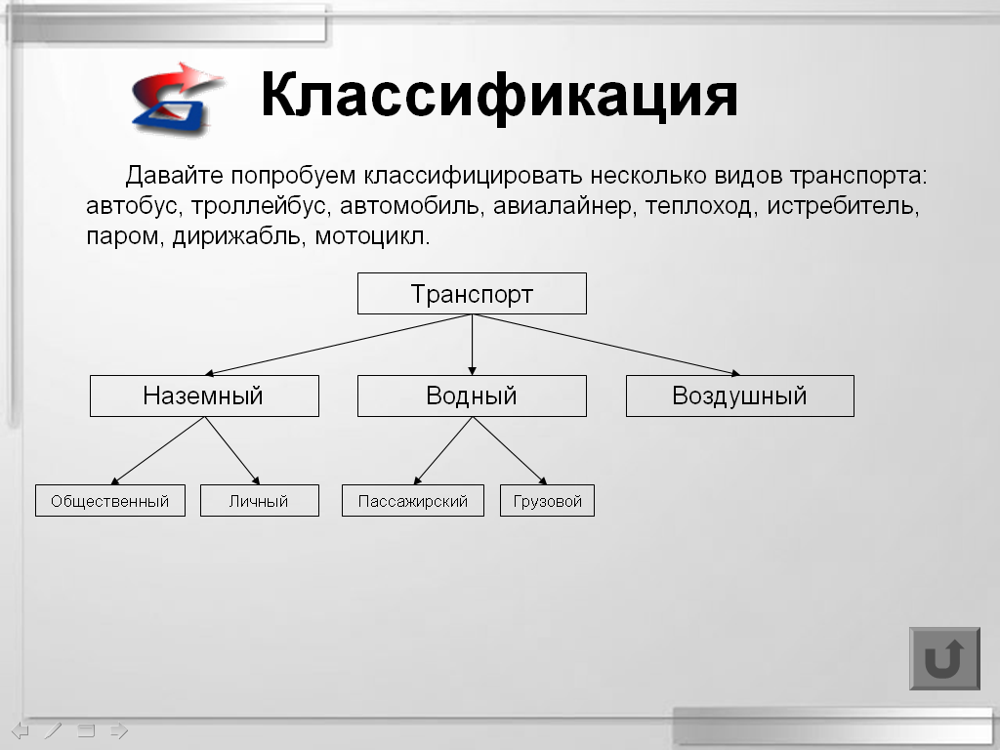 Классификация
Давайте попробуем классифицировать несколько видов транспорта:
автобус, троллейбус, автомобиль, авиалайнер, теплоход, истребитель,
паром, дирижабль, мотоцикл.
Транспорт
Наземный
Водный
Воздушный
Общественный
Личный
Пассажирский
Грузовой